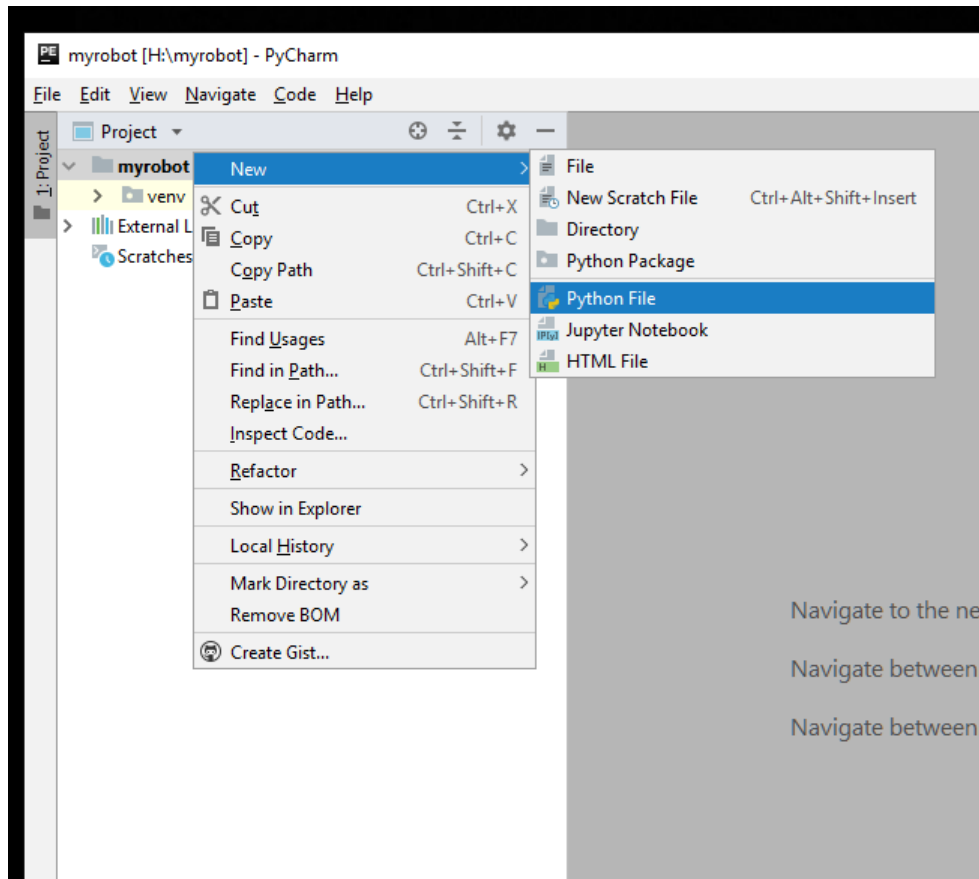 PE myrobot [H:\myrobot] - PyCharm
File Edit View Navigate Code Help
Project
1: Project
myrobot
venv
External L
Scratches
New
Cut Ctrl+X
Copy Ctrl+C
Copy Path Ctrl+Shift+C
Paste Ctrl+V
Find Usages Alt+F7
Find in Path... Ctrl+Shift+F
Replace in Path... Ctrl+Shift+R
Inspect Code...
Refactor
Show in Explorer
Local History
Mark Directory as
Remove BOM
Create Gist...
File
New Scratch File Ctrl+Alt+Shift+Insert
Directory
Python Package
Python File
IP[y] Jupyter Notebook
H HTML File
Navigate to the ne
Navigate between
Navigate between